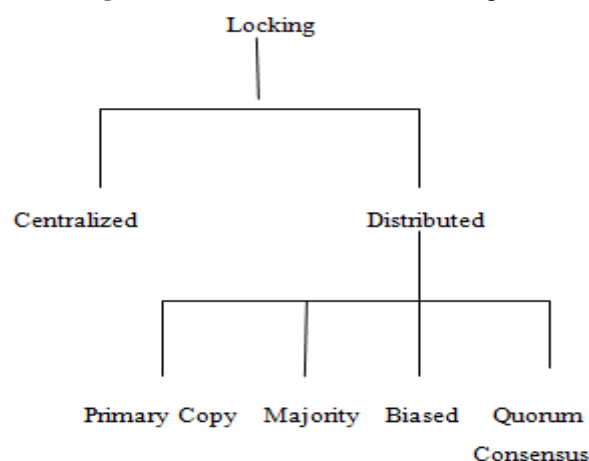 Locking
Centralized Distributed
Primary Copy Majority Biased Quorum
Consensus